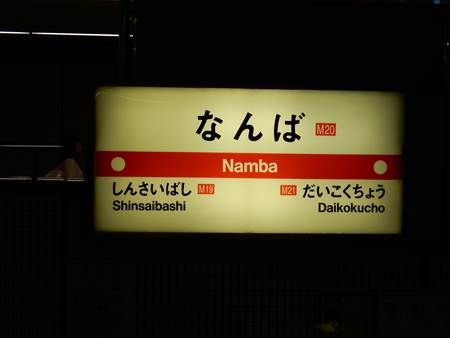 なんば M20
Namba
しんさいばし M19 M21 だいこくちょう
Shinsaibashi Daikokucho